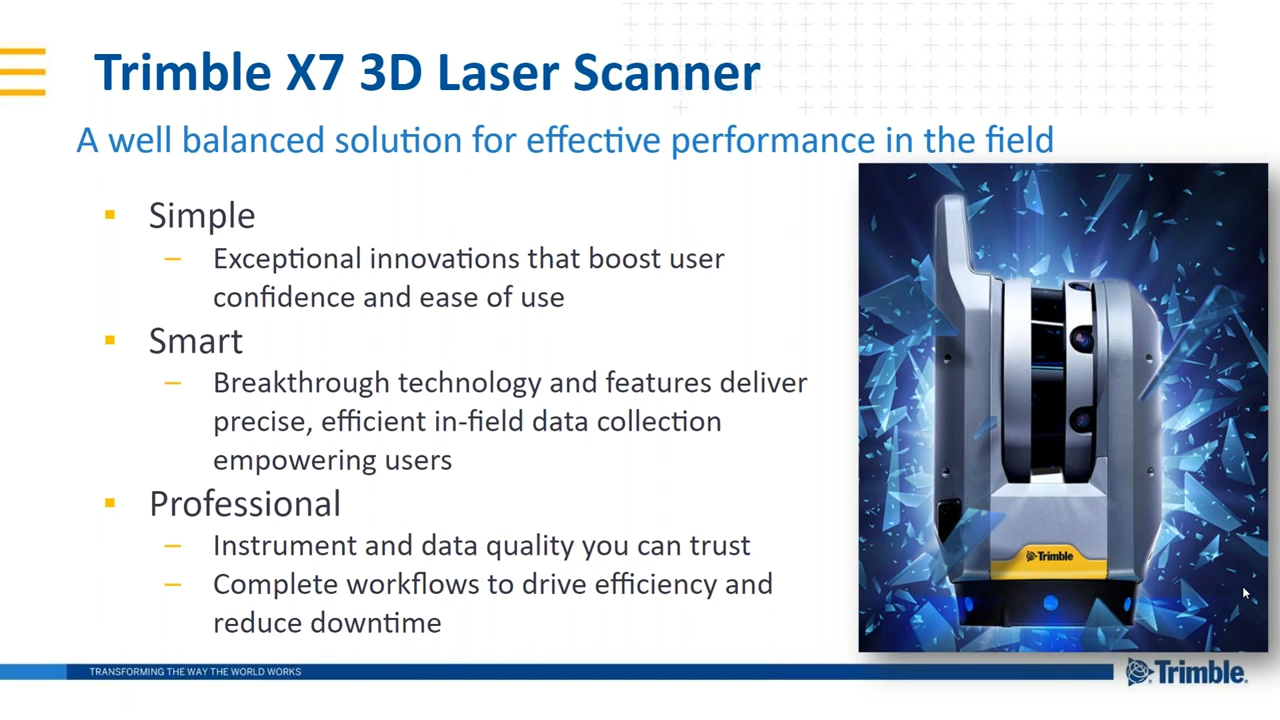 Trimble X7 3D Laser Scanner
A well balanced solution for effective performance in the field
▪ Simple
– Exceptional innovations that boost user
confidence and ease of use
▪ Smart
– Breakthrough technology and features deliver
precise, efficient in-field data collection
empowering users
▪ Professional
– Instrument and data quality you can trust
– Complete workflows to drive efficiency and
reduce downtime
Trimble
TRANSFORMING THE WAY THE WORLD WORKS
Trimble